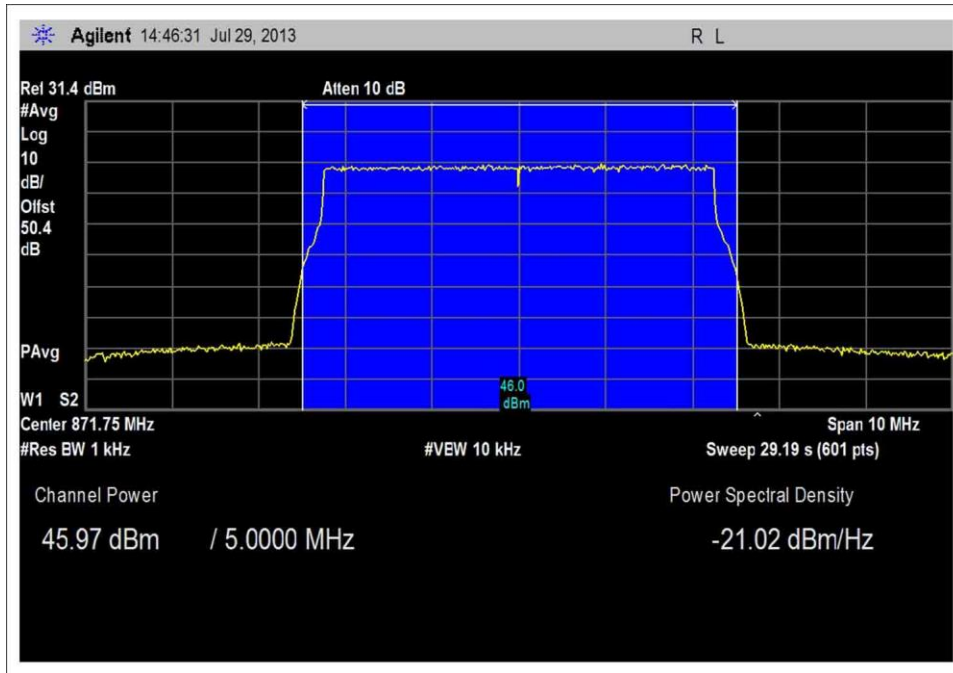 Agilent 14:46:31 Jul 29, 2013 R L
Ref 31.4 dBm Atten 10 dB
#Avg
Log
10
dB/
Offst
50.4
dB
PAvg
46.0
dBm
W1 S2
Center 871.75 MHz Span 10 MHz
#Res BW 1 kHz #VBW 10 kHz Sweep 29.19 s (601 pts)
Channel Power Power Spectral Density
45.97 dBm / 5.0000 MHz -21.02 dBm/Hz